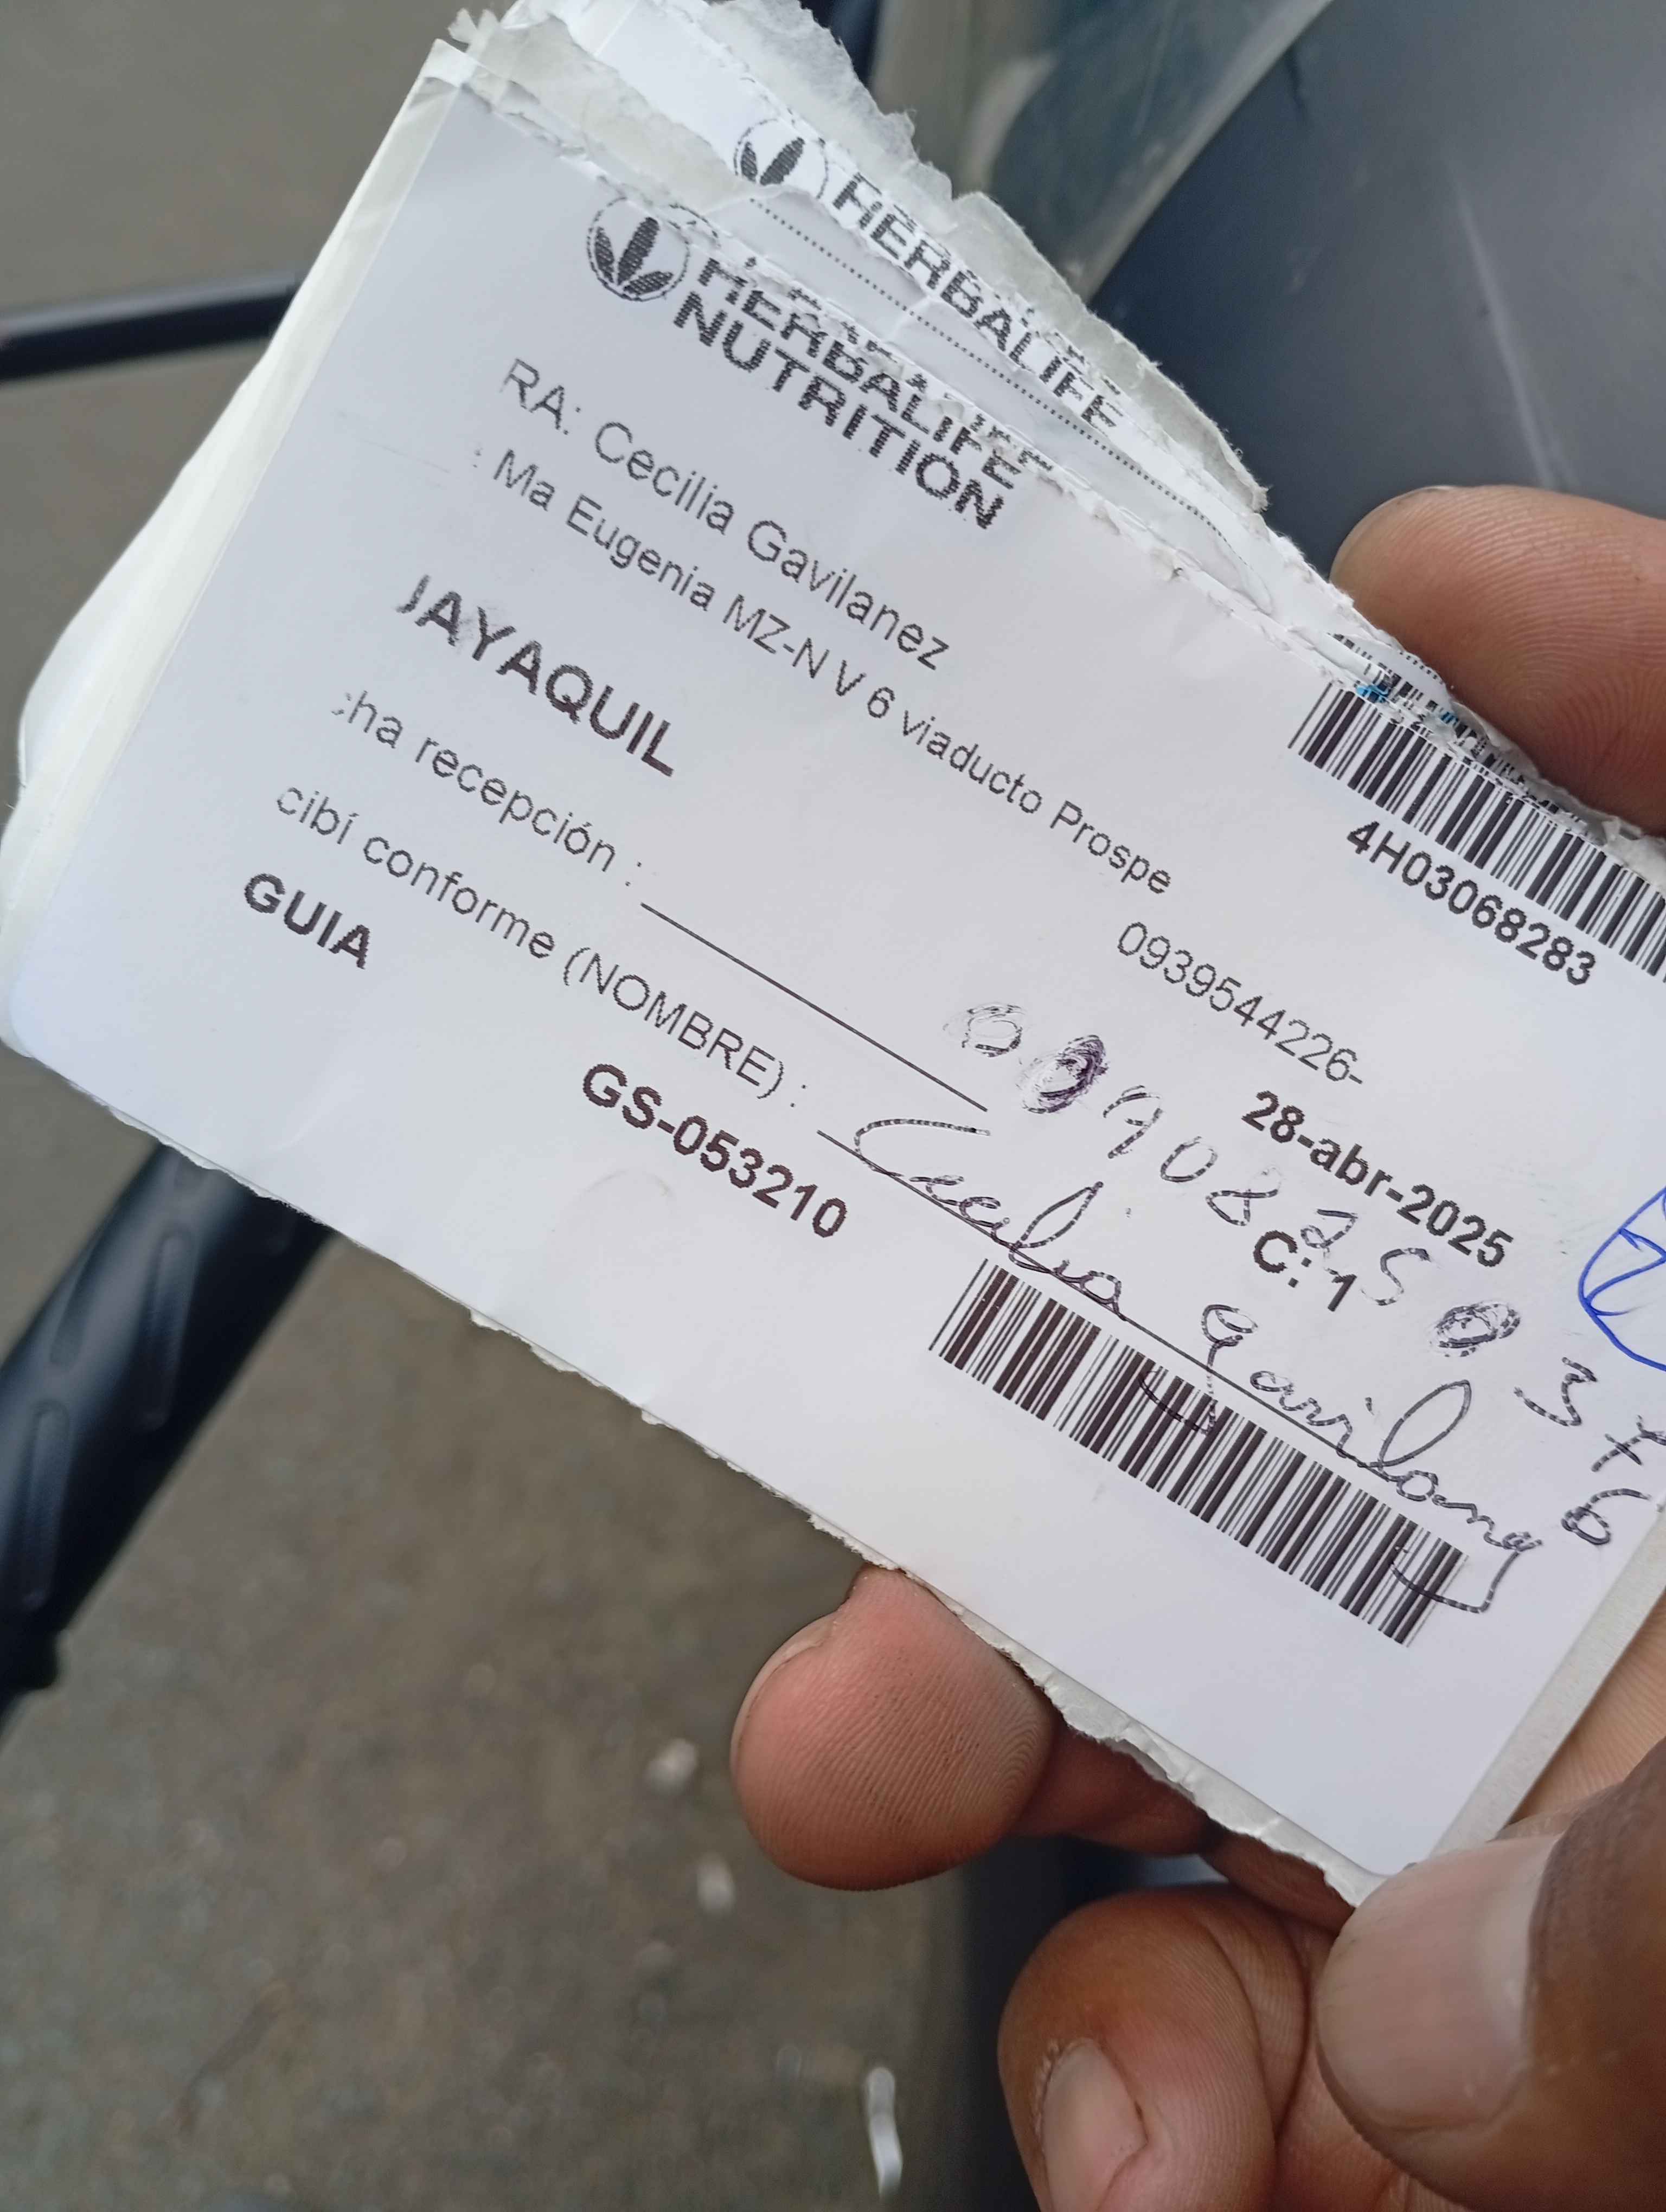 HERBALIFE
HERBALIFE
NUTRITION
RA: Cecilia Gavilanez
: Ma Eugenia MZ-N V 6 viaducto Prospe
4H03068283
JAYAQUIL
0939544226-
cha recepción :
28-abr-2025
cibí conforme (NOMBRE) :
C: 1
GUIA
GS-053210